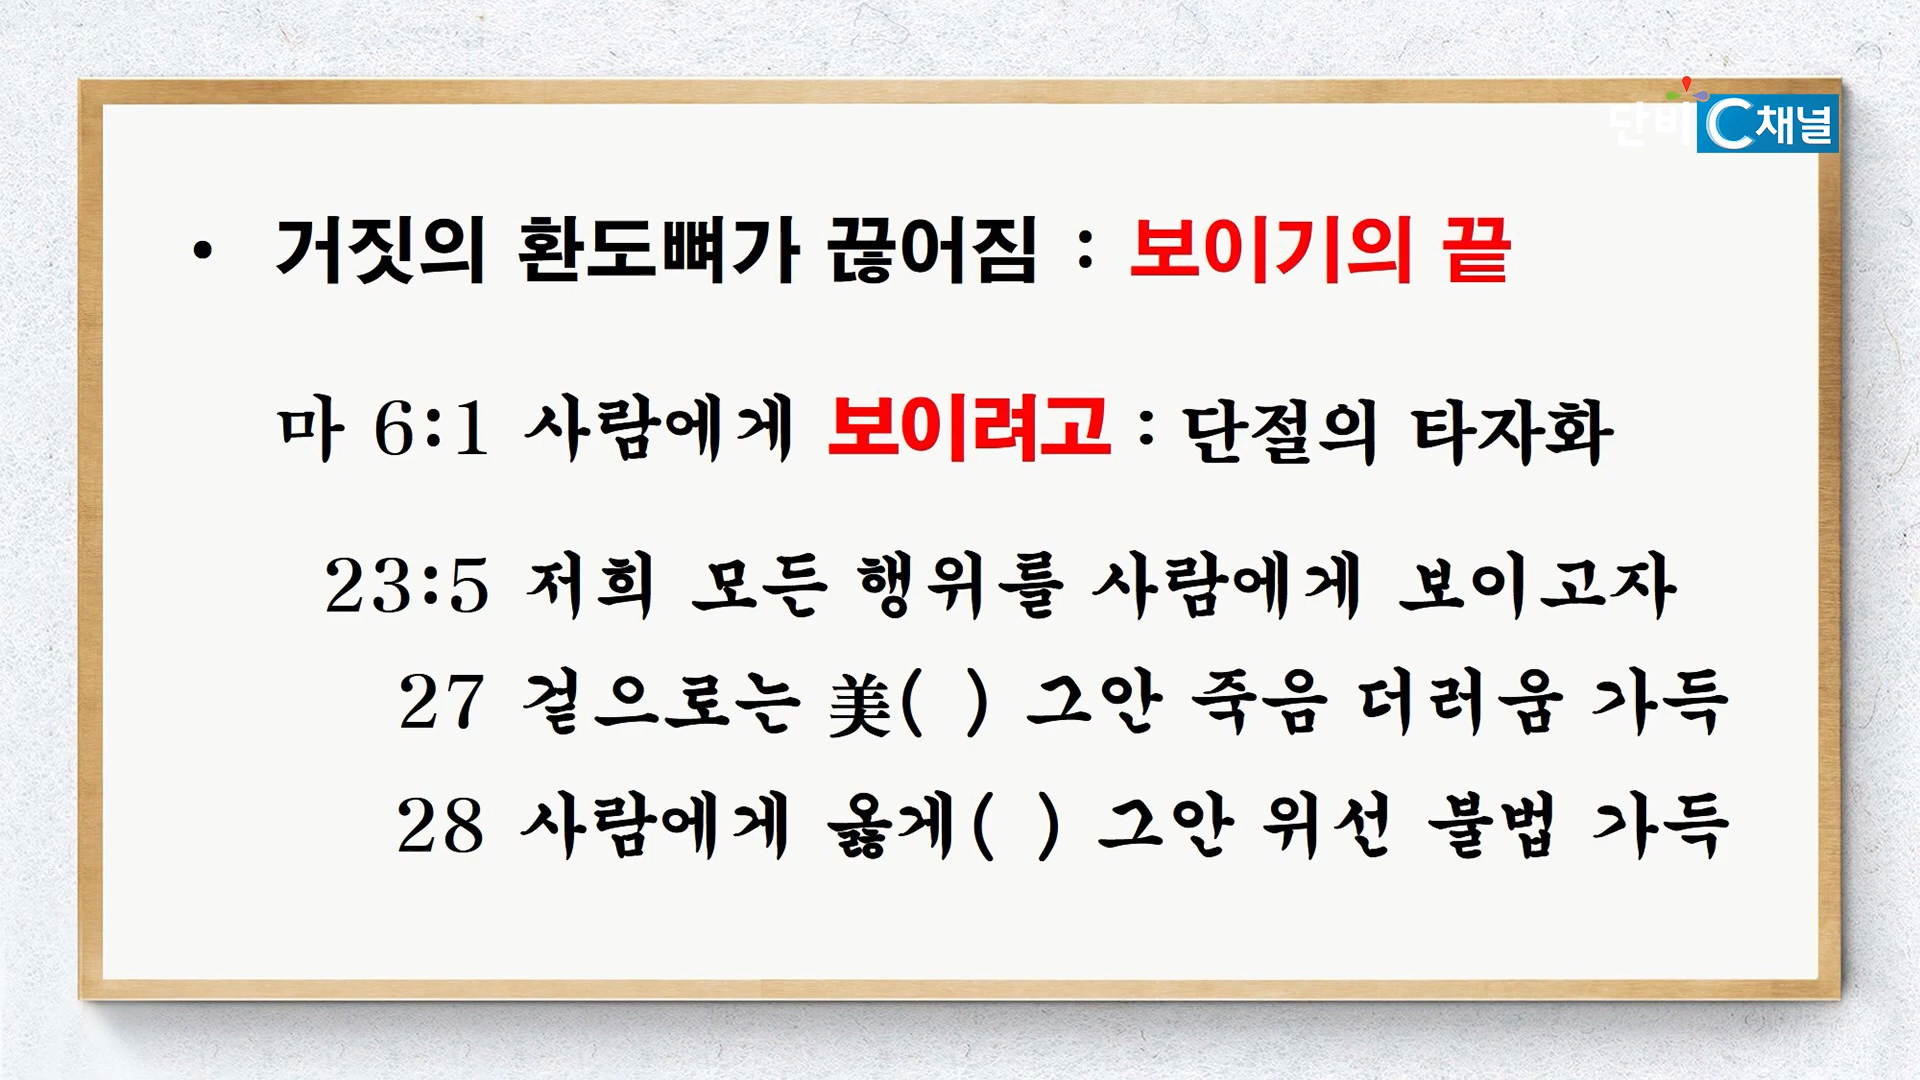 단비 C채널
• 거짓의 환도뼈가 끊어짐 : 보이기의 끝
마 6:1 사람에게 보이려고 : 단절의 타자화
23:5 저희 모든 행위를 사람에게 보이고자
27 겉으로는 美( ) 그안 죽음 더러움 가득
28 사람에게 옳게( ) 그안 위선 불법 가득